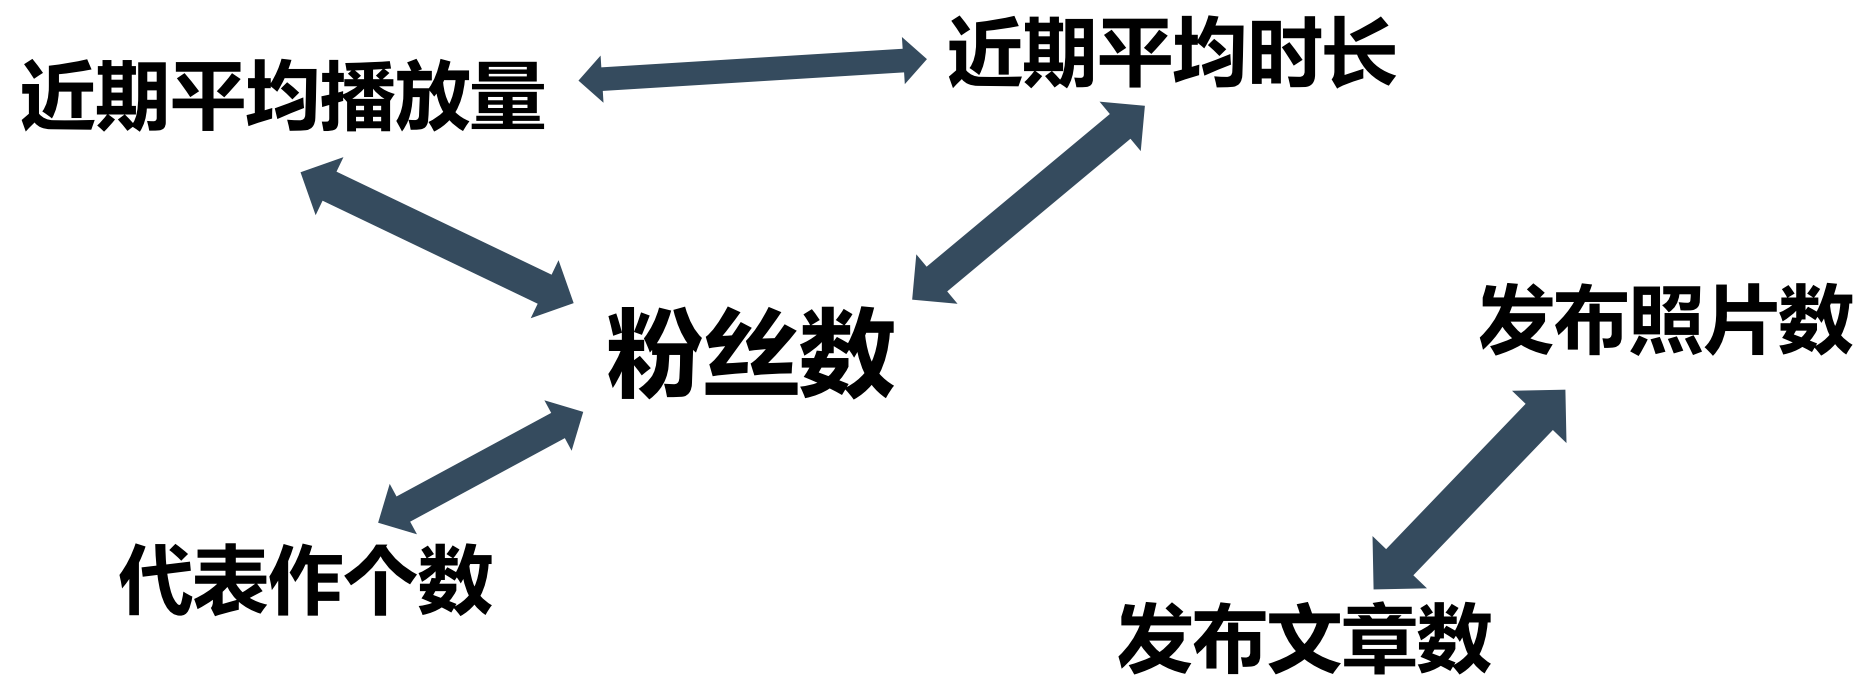 近期平均播放量
近期平均时长
粉丝数
发布照片数
代表作个数
发布文章数